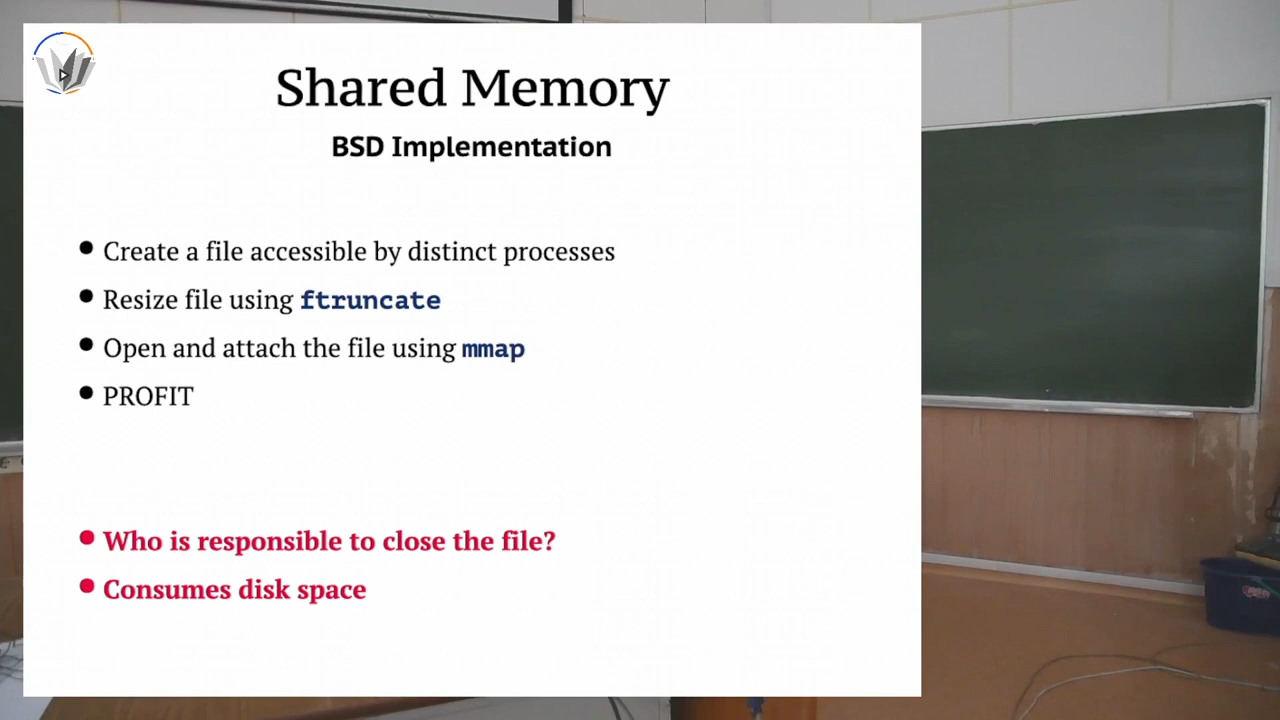 Shared Memory
BSD Implementation
• Create a file accessible by distinct processes
• Resize file using ftruncate
• Open and attach the file using mmap
• PROFIT
• Who is responsible to close the file?
• Consumes disk space